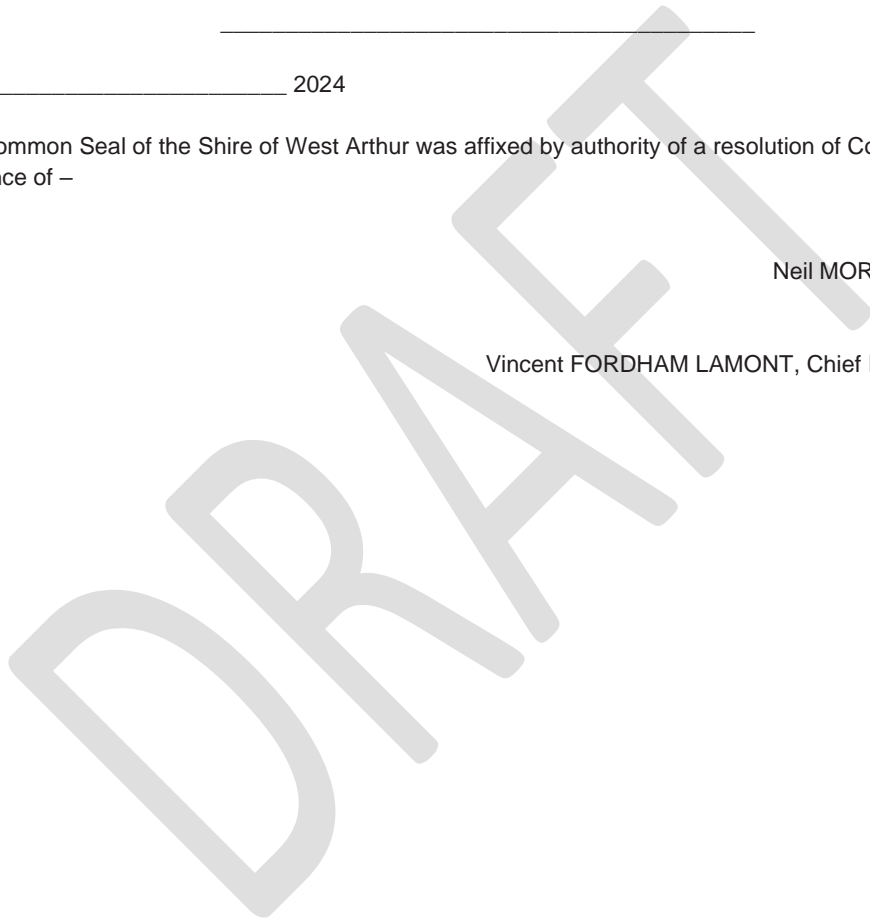 2024
ommon Seal of the Shire of West Arthur was affixed by authority of a resolution of Co
nce of –
Neil MOR
Vincent FORDHAM LAMONT, Chief
DRAFT